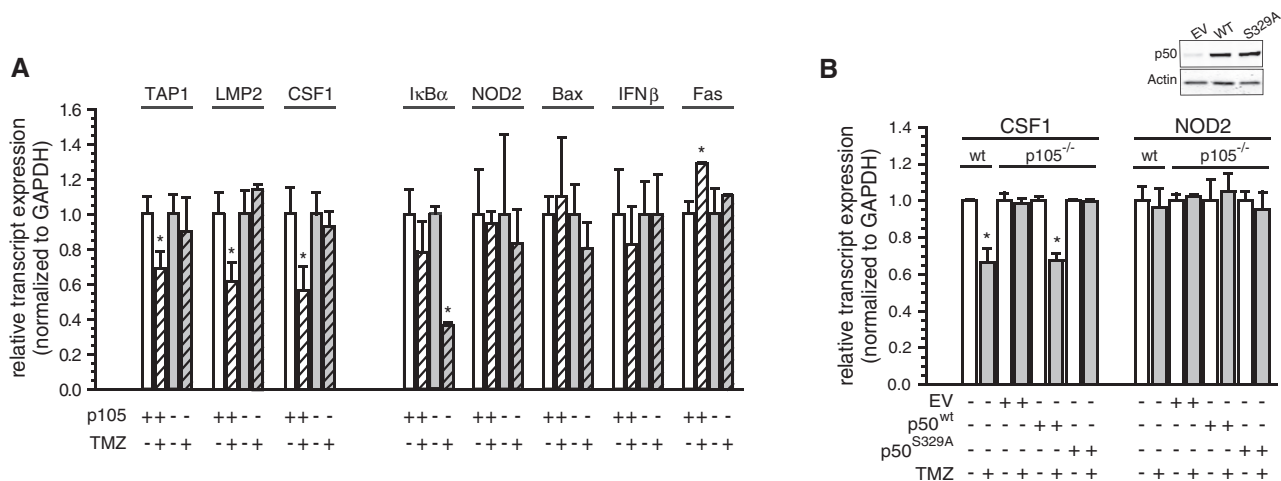 A
TAP1 LMP2 CSF1 IκBα NOD2 Bax IFNβ Fas
relative transcript expression
(normalized to GAPDH)
1.6
1.4
1.2
1.0
0.8
0.6
0.4
0.2
0.0
* * * * *
p105 ++-- ++-- ++-- ++-- ++-- ++-- ++-- ++--
TMZ -+-+ -+-+ -+-+ -+-+ -+-+ -+-+ -+-+ -+-+
B
EV WT S329A
p50
Actin
CSF1 NOD2
wt p105-/- wt p105-/-
relative transcript expression
(normalized to GAPDH)
1.4
1.2
1.0
0.8
0.6
0.4
0.2
0.0
* *
EV - - + + - - - - - - + + - - - -
p50wt - - - - + + - - - - - - + + - -
p50S329A - - - - - - + + - - - - - - + +
TMZ - + - + - + - + - + - + - + - +